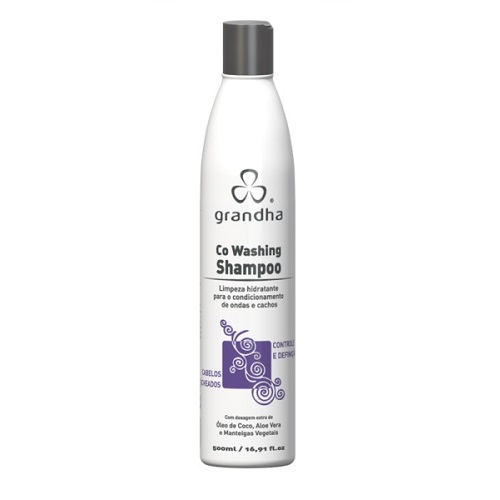 ®
grandha
Co Washing
Shampoo
Limpeza hidratante
para o condicionamento
de ondas e cachos
CONTROLE
E DEFINIÇ
CABELOS
CHEADOS
Com dosagem extra de
Óleo de Coco, Aloe Vera
e Manteigas Vegetais
500ml / 16,91 fl.oz